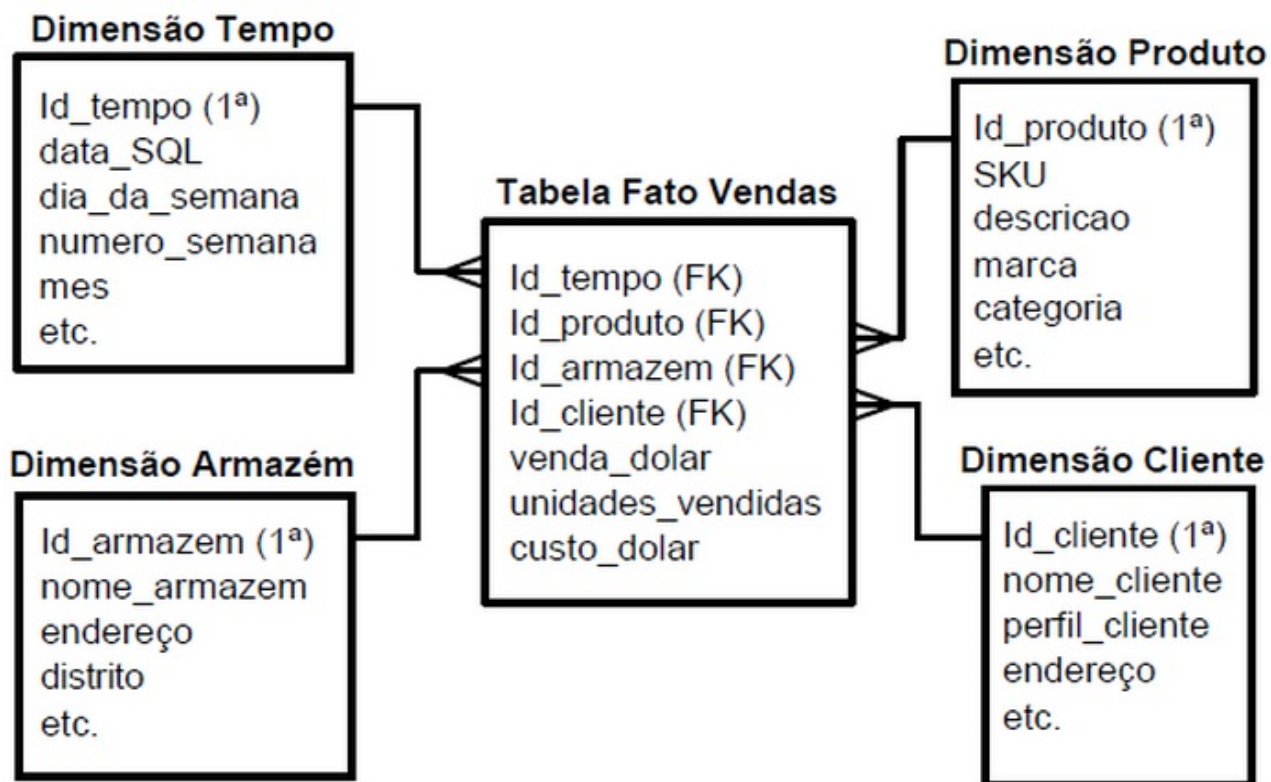 Dimensão Tempo
Id_tempo (1ª)
data_SQL
dia_da_semana
numero_semana
mes
etc.
Dimensão Produto
Id_produto (1ª)
SKU
descricao
marca
categoria
etc.
Tabela Fato Vendas
Id_tempo (FK)
Id_produto (FK)
Id_armazem (FK)
Id_cliente (FK)
venda_dolar
unidades_vendidas
custo_dolar
Dimensão Armazém
Id_armazem (1ª)
nome_armazem
endereço
distrito
etc.
Dimensão Cliente
Id_cliente (1ª)
nome_cliente
perfil_cliente
endereço
etc.